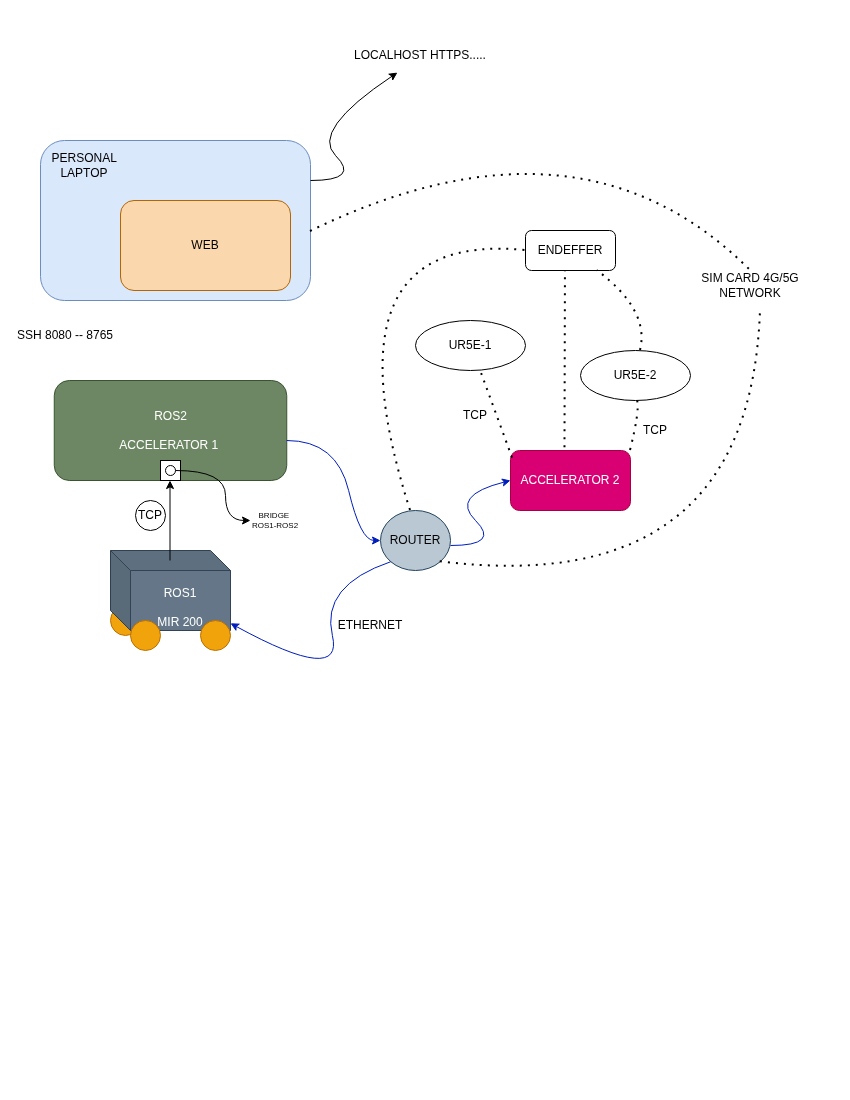 LOCALHOST HTTPS.....
PERSONAL
LAPTOP
WEB
SSH 8080 -- 8765
ENDEFFER
SIM CARD 4G/5G
NETWORK
UR5E-1
UR5E-2
TCP
TCP
ROS2
ACCELERATOR 1
ACCELERATOR 2
TCP
BRIDGE
ROS1-ROS2
ROUTER
ROS1
MIR 200
ETHERNET